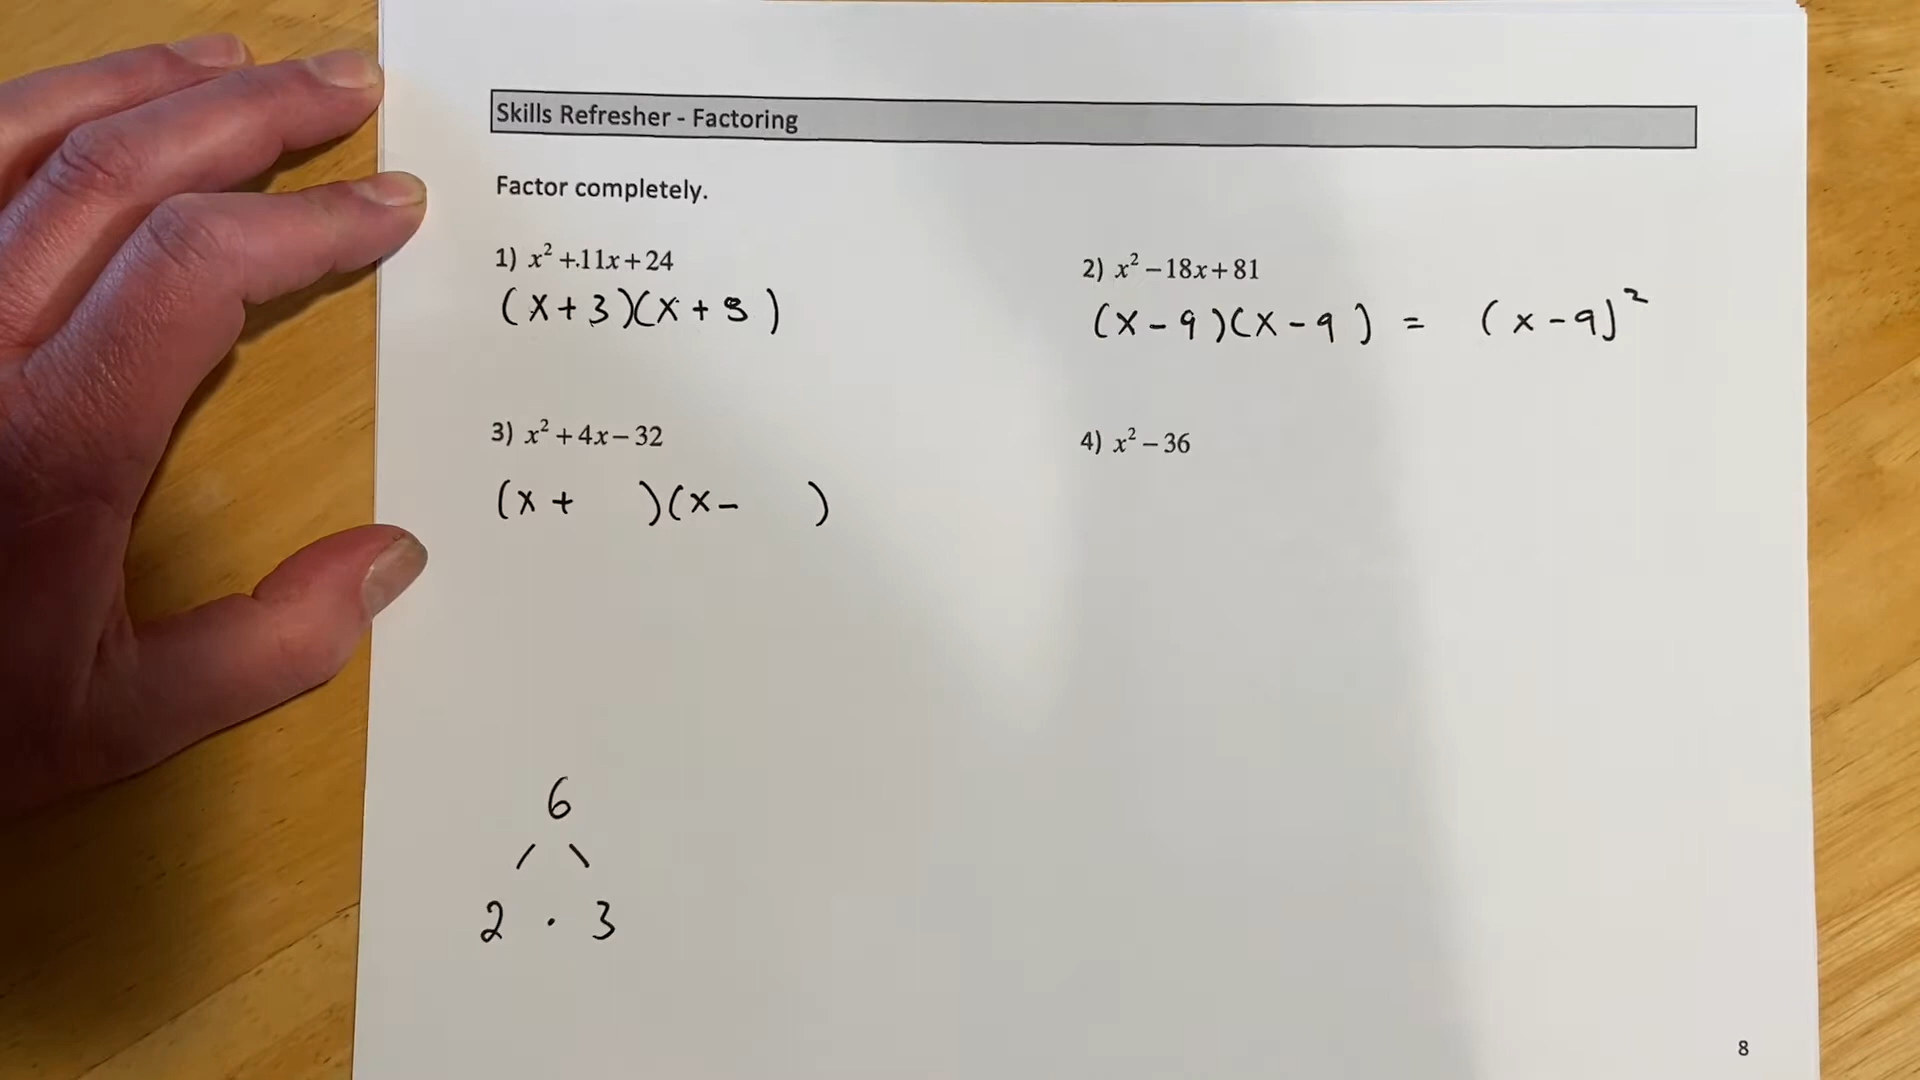 Skills Refresher - Factoring
Factor completely.
1) x² + 11x + 24
(x + 3)(x + 8)
2) x² – 18x + 81
(x – 9)(x – 9) = (x – 9)²
3) x² + 4x – 32
(x +   )(x –   )
4) x² – 36
6
/ \
2 · 3
8